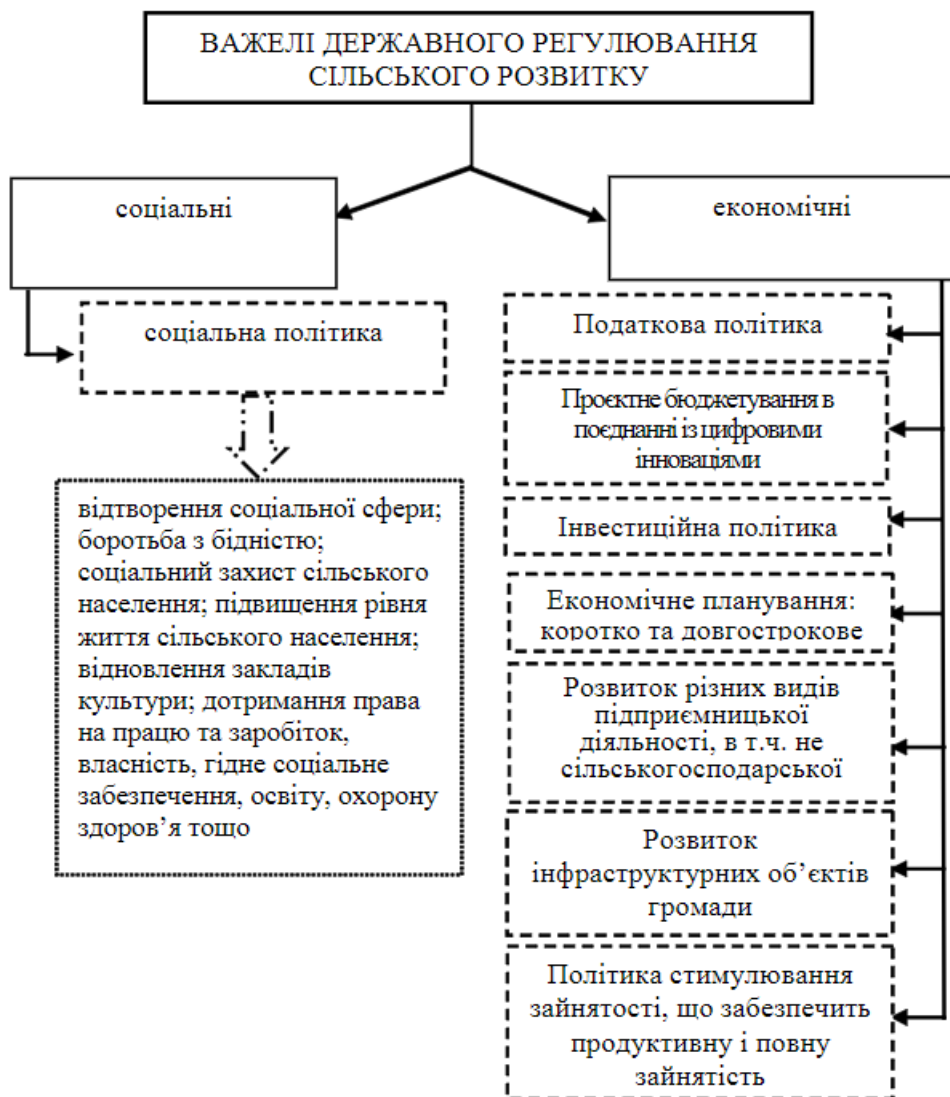 ВАЖЕЛІ ДЕРЖАВНОГО РЕГУЛЮВАННЯ
СІЛЬСЬКОГО РОЗВИТКУ
соціальні
економічні
соціальна політика
відтворення соціальної сфери;
боротьба з бідністю;
соціальний захист сільського
населення; підвищення рівня
життя сільського населення;
відновлення закладів
культури; дотримання права
на працю та заробіток,
власність, гідне соціальне
забезпечення, освіту, охорону
здоров’я тощо
Податкова політика
Проєктне бюджетування в
поєднанні із цифровими
інноваціями
Інвестиційна політика
Економічне планування:
коротко та довгострокове
Розвиток різних видів
підприємницької
діяльності, в т.ч. не
сільськогосподарської
Розвиток
інфраструктурних об’єктів
громади
Політика стимулювання
зайнятості, що забезпечить
продуктивну і повну
зайнятість